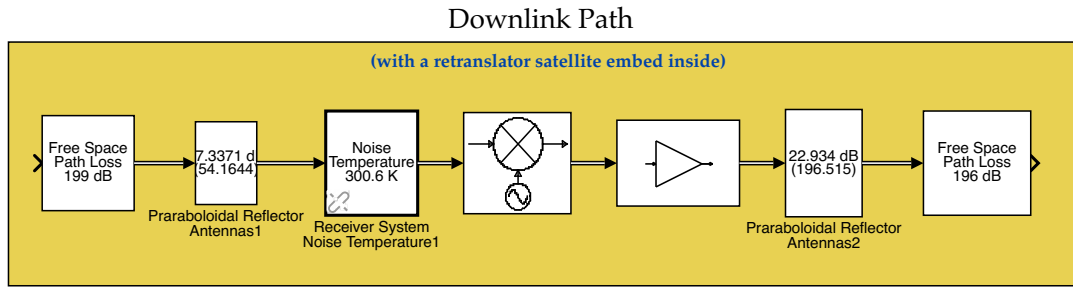 Downlink Path
(with a retranslator satellite embed inside)
Free Space
Path Loss
199 dB
7.3371 d
(54.1644)
Praraboloidal Reflector
Antennas1
Noise
Temperature
300.6 K
Receiver System
Noise Temperature1
22.934 dB
(196.515)
Praraboloidal Reflector
Antennas2
Free Space
Path Loss
196 dB